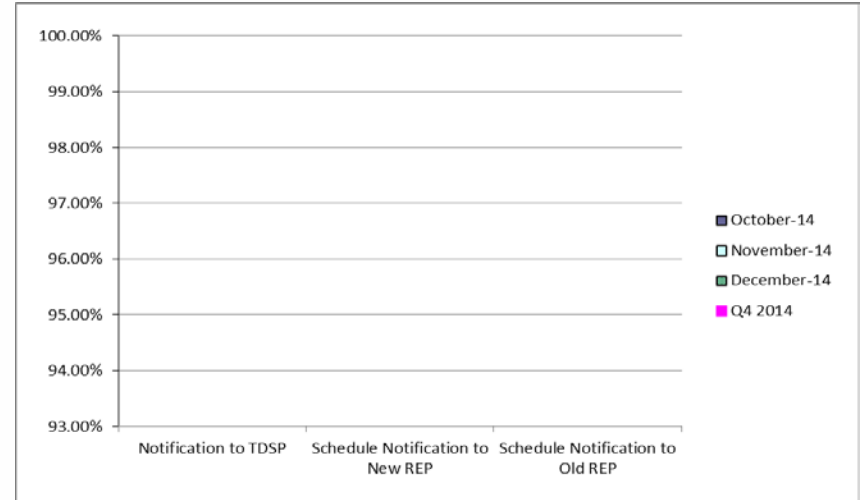 100.00%
99.00%
98.00%
97.00%
96.00%
95.00%
94.00%
93.00%
Notification to TDSP
Schedule Notification to
New REP
Schedule Notification to
Old REP
October-14
November-14
December-14
Q4 2014